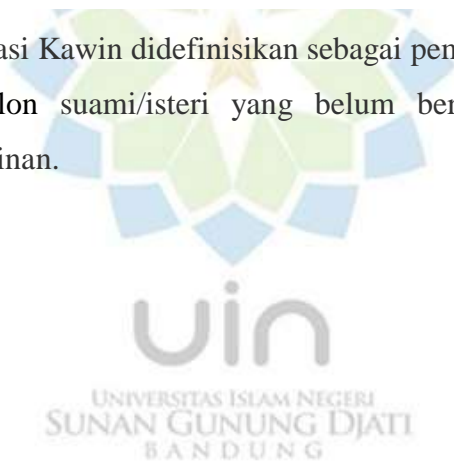 asi Kawin didefinisikan sebagai pen
lon suami/isteri yang belum ber
inan.
uin
UNIVERSITAS ISLAM NEGERI
SUNAN GUNUNG DJATI
BANDUNG